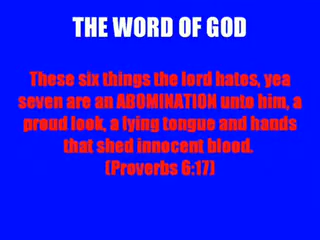 THE WORD OF GOD
These six things the lord hates, yea
seven are an ABOMINATION unto him, a
proud look, a lying tongue and hands
that shed innocent blood.
(Proverbs 6:17)